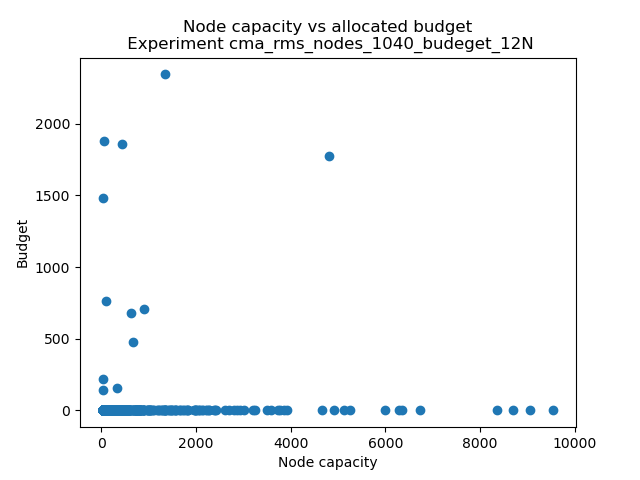 Node capacity vs allocated budget
Experiment cma_rms_nodes_1040_budeget_12N
Budget
2000
1500
1000
500
0
0 2000 4000 6000 8000 10000
Node capacity